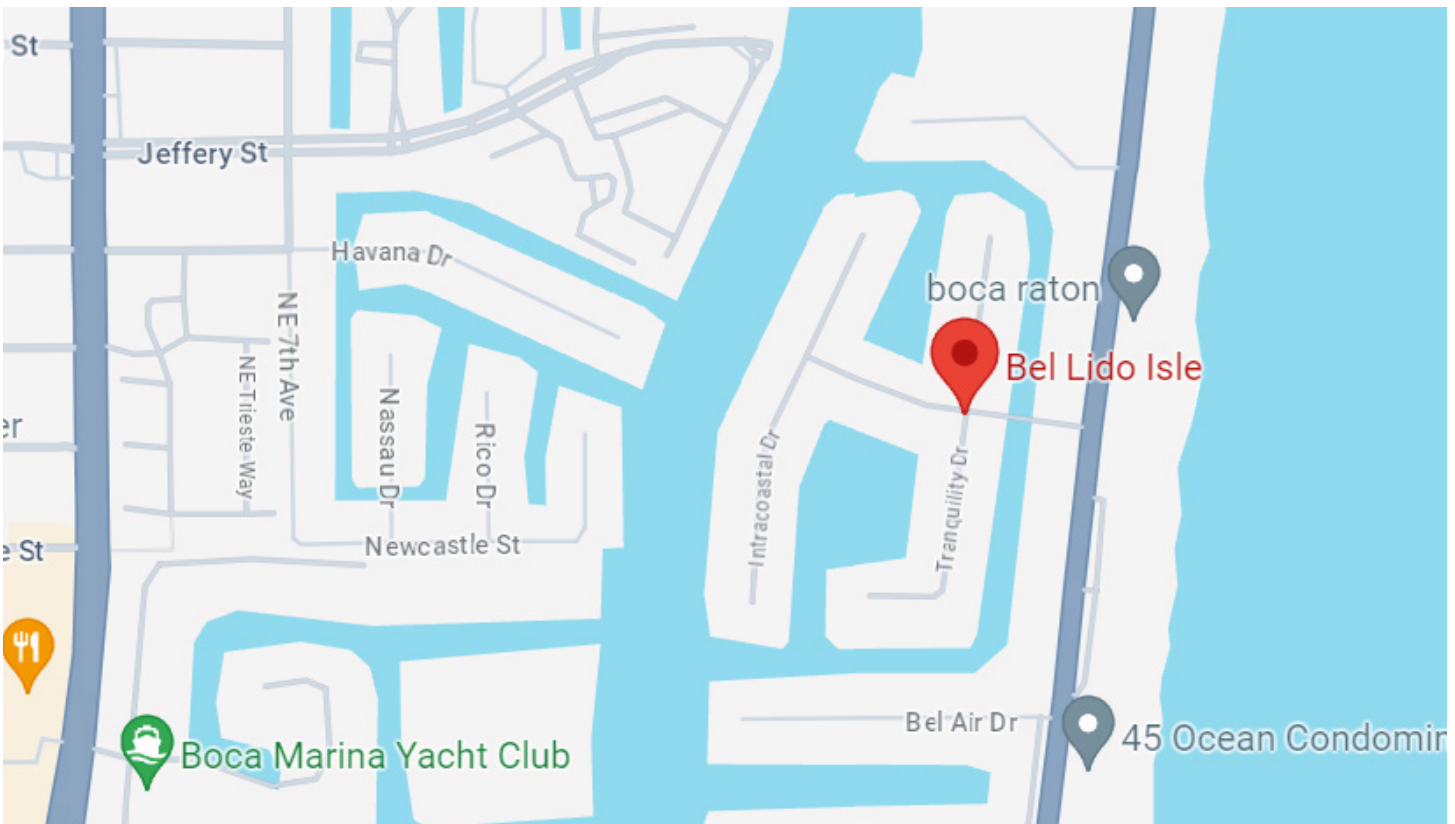 St
Jeffery St
Havana Dr
boca raton
NE 7th Ave
Bel Lido Isle
NE Trieste Way
Nassau Dr
Rico Dr
er
Intracoastal Dr
Tranquility Dr
e St
Newcastle St
Bel Air Dr
45 Ocean Condomin
Boca Marina Yacht Club